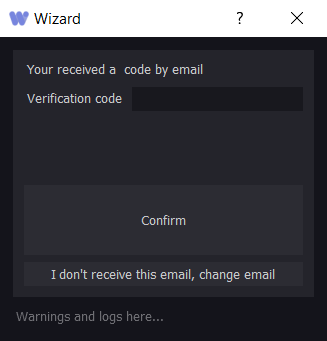 Wizard
?
Your received a  code by email
Verification code
Confirm
I don't receive this email, change email
Warnings and logs here...